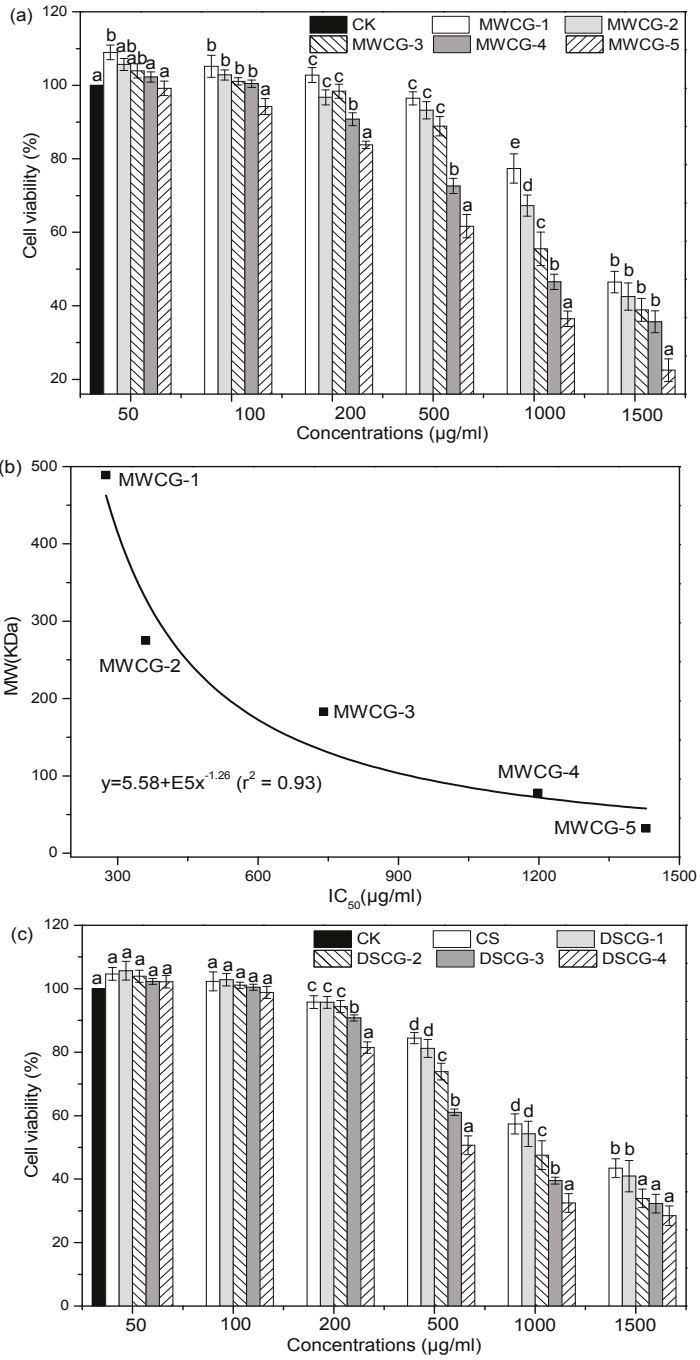 (a)
120
100
80
60
40
20
Cell viability (%)
CK MWCG-1 MWCG-2
MWCG-3 MWCG-4 MWCG-5
a b ab ab a a
b b b b a
c c c b a
c c c b a
e d c b a
b b b b a
50 100 200 500 1000 1500
Concentrations (µg/ml)
(b)
500
400
300
200
100
0
MW(KDa)
MWCG-1
MWCG-2
MWCG-3
MWCG-4
MWCG-5
y=5.58+E5x-1.26 (r2 = 0.93)
300 600 900 1200 1500
IC50(µg/ml)
(c)
120
100
80
60
40
20
0
Cell viability (%)
CK CS DSCG-1
DSCG-2 DSCG-3 DSCG-4
a a a a a a
a a a a a
c c c b a
d d c b a
d d c b a
b b a a a
50 100 200 500 1000 1500
Concentrations (µg/ml)